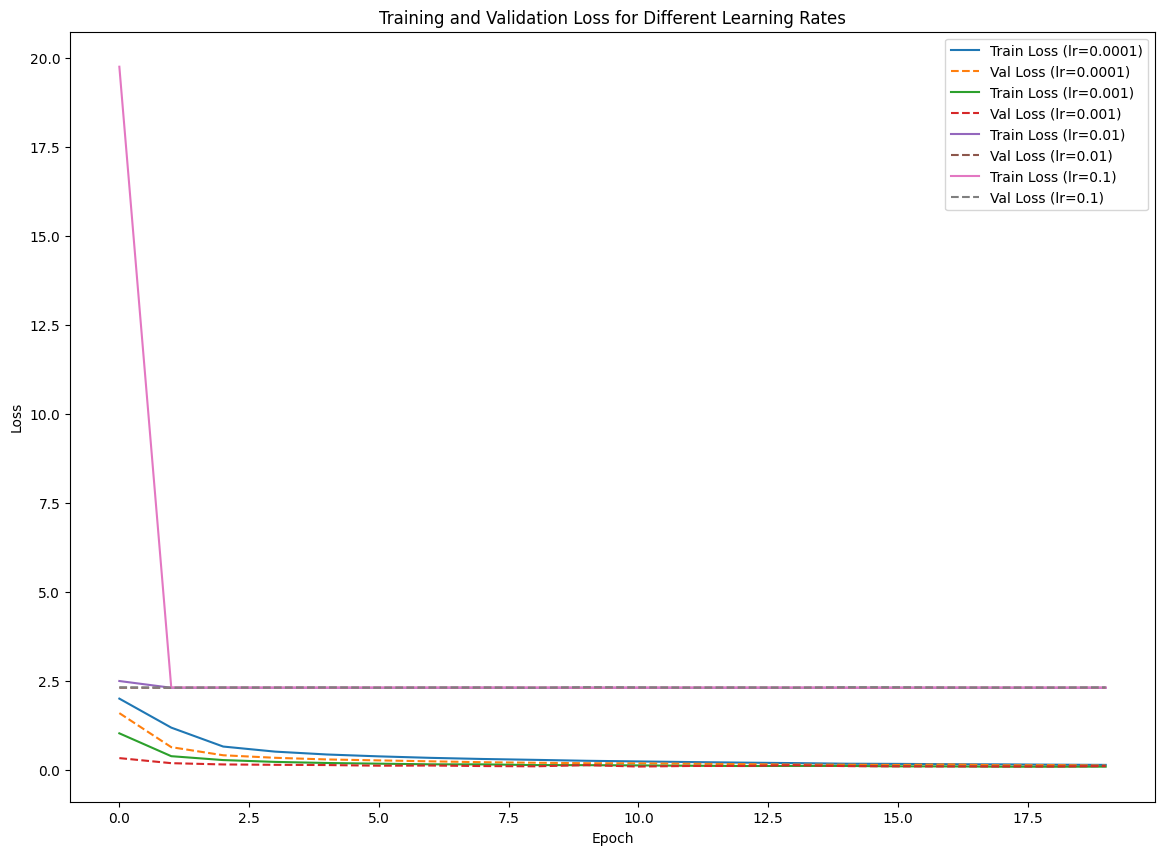 Training and Validation Loss for Different Learning Rates
Train Loss (lr=0.0001)
Val Loss (lr=0.0001)
Train Loss (lr=0.001)
Val Loss (lr=0.001)
Train Loss (lr=0.01)
Val Loss (lr=0.01)
Train Loss (lr=0.1)
Val Loss (lr=0.1)
Loss
20.0
17.5
15.0
12.5
10.0
7.5
5.0
2.5
0.0
0.0 2.5 5.0 7.5 10.0 12.5 15.0 17.5
Epoch